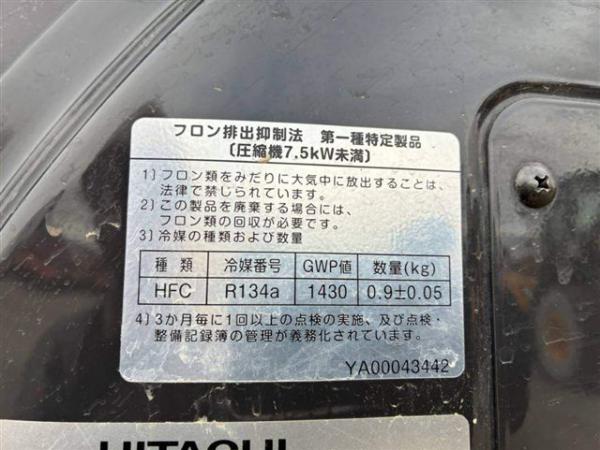 フロン排出抑制法 第一種特定製品
〔圧縮機7.5kW未満〕
1) フロン類をみだりに大気中に放出することは、
法律で禁じられています。
2) この製品を廃棄する場合には、
フロン類の回収が必要です。
3) 冷媒の種類および数量
種類 冷媒番号 GWP値 数量(kg)
HFC R134a 1430 0.9±0.05
4) 3か月毎に1回以上の点検の実施、及び点検・
整備記録簿の管理が義務化されています。
YA00043442
HITACHI